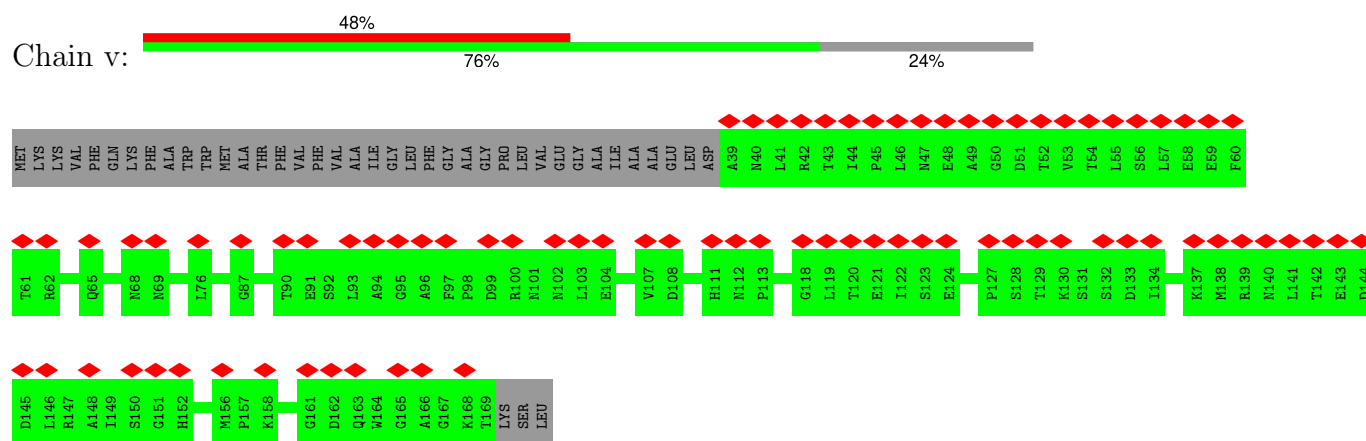 48%
Chain v:
76% 24%
MET LYS LYS VAL PHE GLN LYS PHE ALA TRP TRP MET ALA THR PHE VAL PHE VAL ALA ILE GLY LEU PHE GLY ALA GLY PRO LEU VAL GLU GLY ALA ILE ALA ALA GLU LEU ASP A39 N40 L41 R42 T43 I44 P45 L46 N47 E48 A49 G50 D51 T52 V53 T54 L55 S56 L57 E58 E59 F60
T61 R62 Q65 N68 N69 L76 G87 T90 E91 S92 L93 A94 G95 A96 F97 P98 D99 R100 N101 N102 L103 E104 V107 D108 H111 N112 P113 G118 L119 T120 E121 I122 S123 E124 P127 S128 T129 K130 S131 S132 D133 I134 K137 M138 R139 N140 L141 T142 E143 D144
D145 L146 R147 A148 I149 S150 G151 H152 M156 P157 K158 G161 D162 Q163 W164 G165 A166 G167 K168 T169 LYS SER LEU